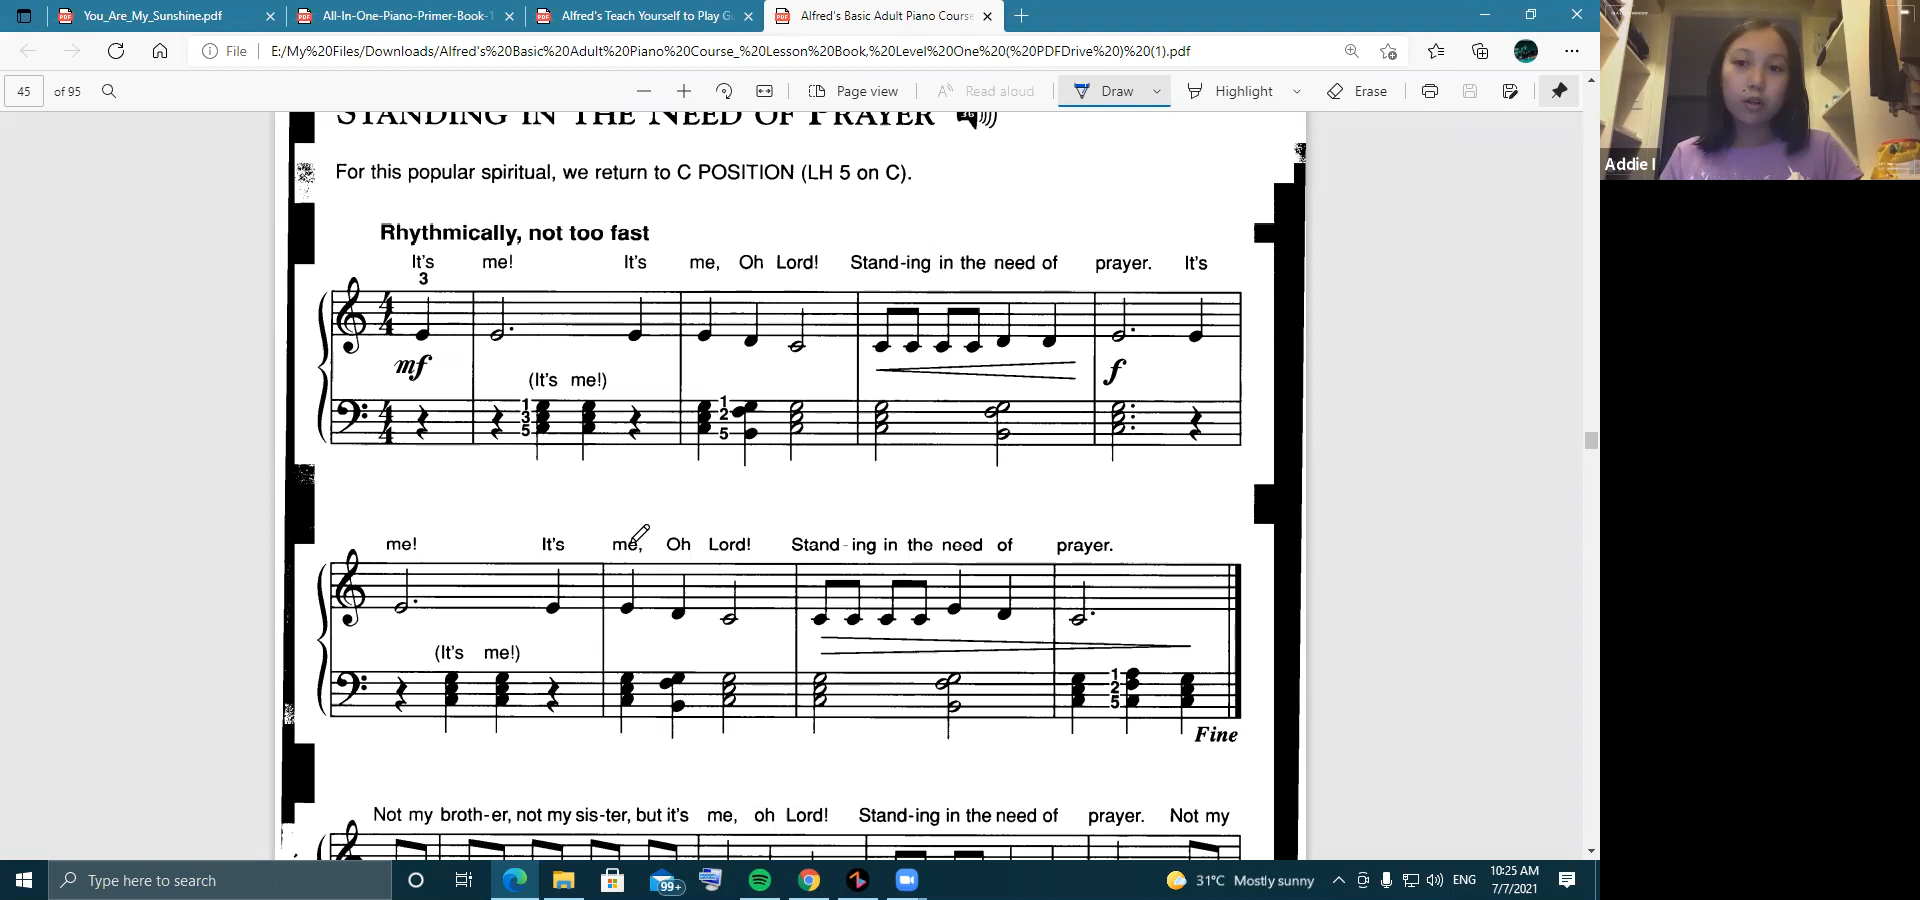 You_Are_My_Sunshine.pdf
All-In-One-Piano-Primer-Book-1
Alfred's Teach Yourself to Play Gu
Alfred's Basic Adult Piano Course
File
E:/My%20Files/Downloads/Alfred's%20Basic%20Adult%20Piano%20Course_%20Lesson%20Book,%20Level%20One%20(%20PDFDrive%20)%20(1).pdf
45 of 95
Page view
Read aloud
Draw
Highlight
Erase
STANDING IN THE NEED OF PRAYER 36
For this popular spiritual, we return to C POSITION (LH 5 on C).
Rhythmically, not too fast
It's me! It's me, Oh Lord! Stand-ing in the need of prayer. It's
3
4 4
mf f
(It's me!)
1 3 5 1 2 5
4 4
me! It's me, Oh Lord! Stand-ing in the need of prayer.
(It's me!)
1 2 5
Fine
Not my broth-er, not my sis-ter, but it's me, oh Lord! Stand-ing in the need of prayer. Not my
Addie I
Type here to search
99+
31°C Mostly sunny
ENG
10:25 AM
7/7/2021